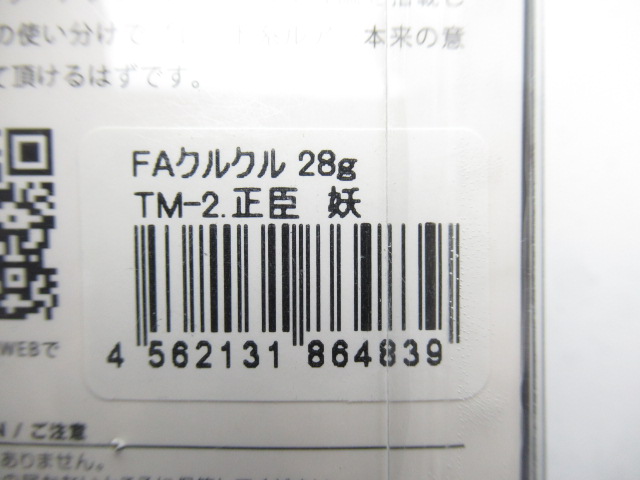 の使い分けで
本来の意
て頂けるはずです。
FAクルクル 28g
TM-2.正臣 妖
4 562131 864839
WEBで
/ ご注意
ありません。